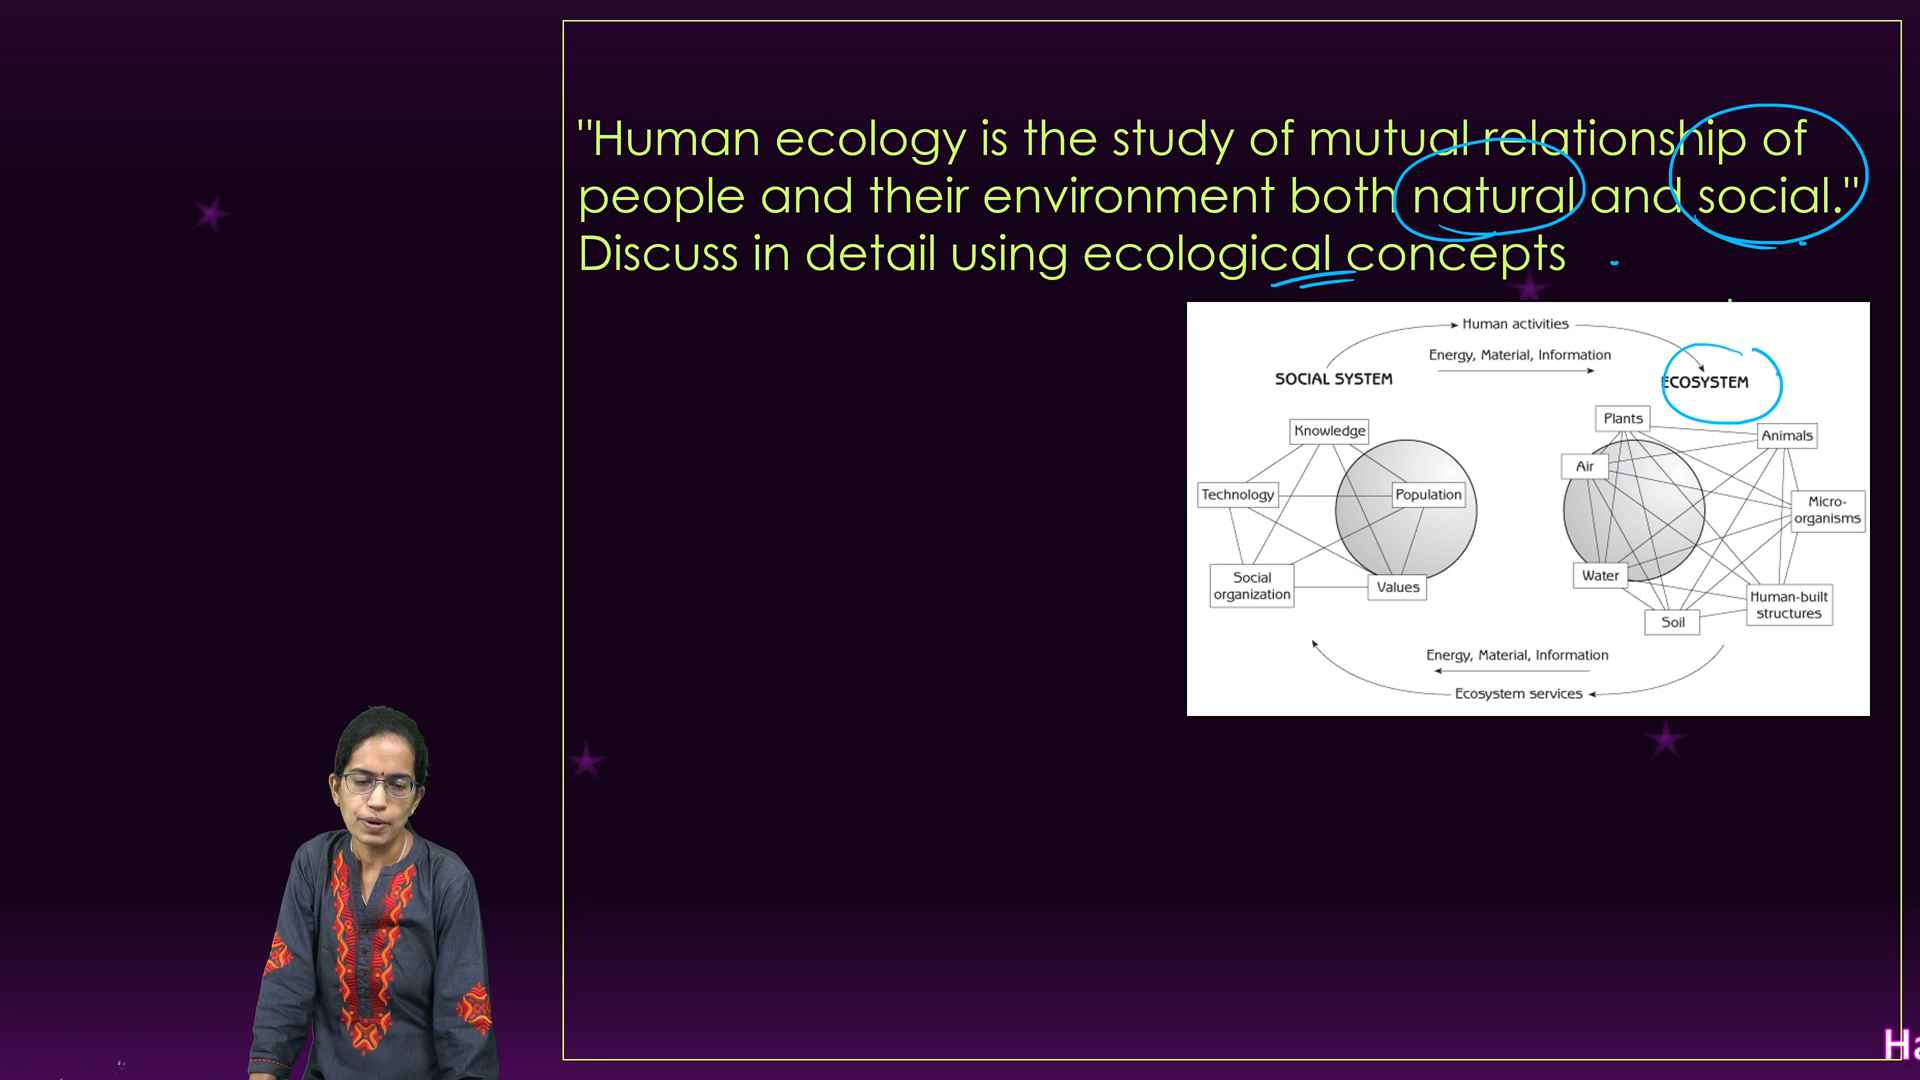 "Human ecology is the study of mutual relationship of
people and their environment both natural and social."
Discuss in detail using ecological concepts
Human activities
Energy, Material, Information
SOCIAL SYSTEM
ECOSYSTEM
Knowledge
Technology
Population
Social
organization
Values
Plants
Animals
Air
Micro-
organisms
Water
Human-built
structures
Soil
Energy, Material, Information
Ecosystem services
Ha